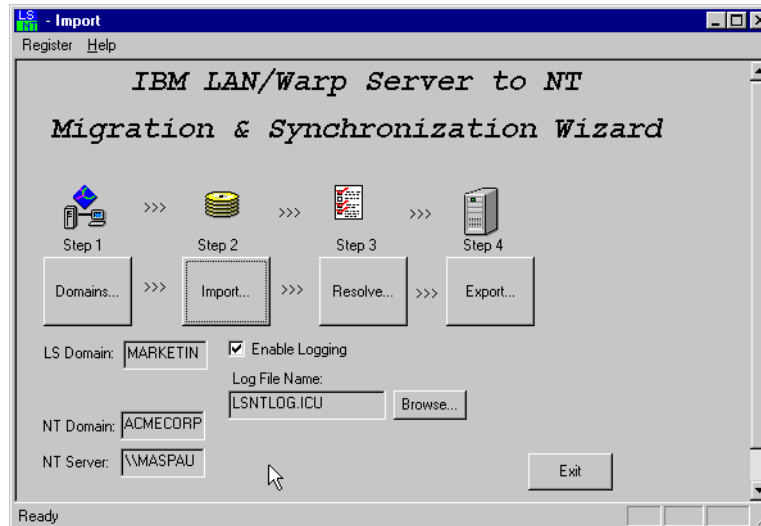 LS
NT
- Import
Register Help
IBM LAN/Warp Server to NT
Migration & Synchronization Wizard
>>> >>> >>>
Step 1 Step 2 Step 3 Step 4
Domains... >>> Import... >>> Resolve... >>> Export...
LS Domain: MARKETIN Enable Logging
Log File Name:
LSNTLOG.ICU Browse...
NT Domain: ACMECORP
NT Server: \\MASPAU
Exit
Ready